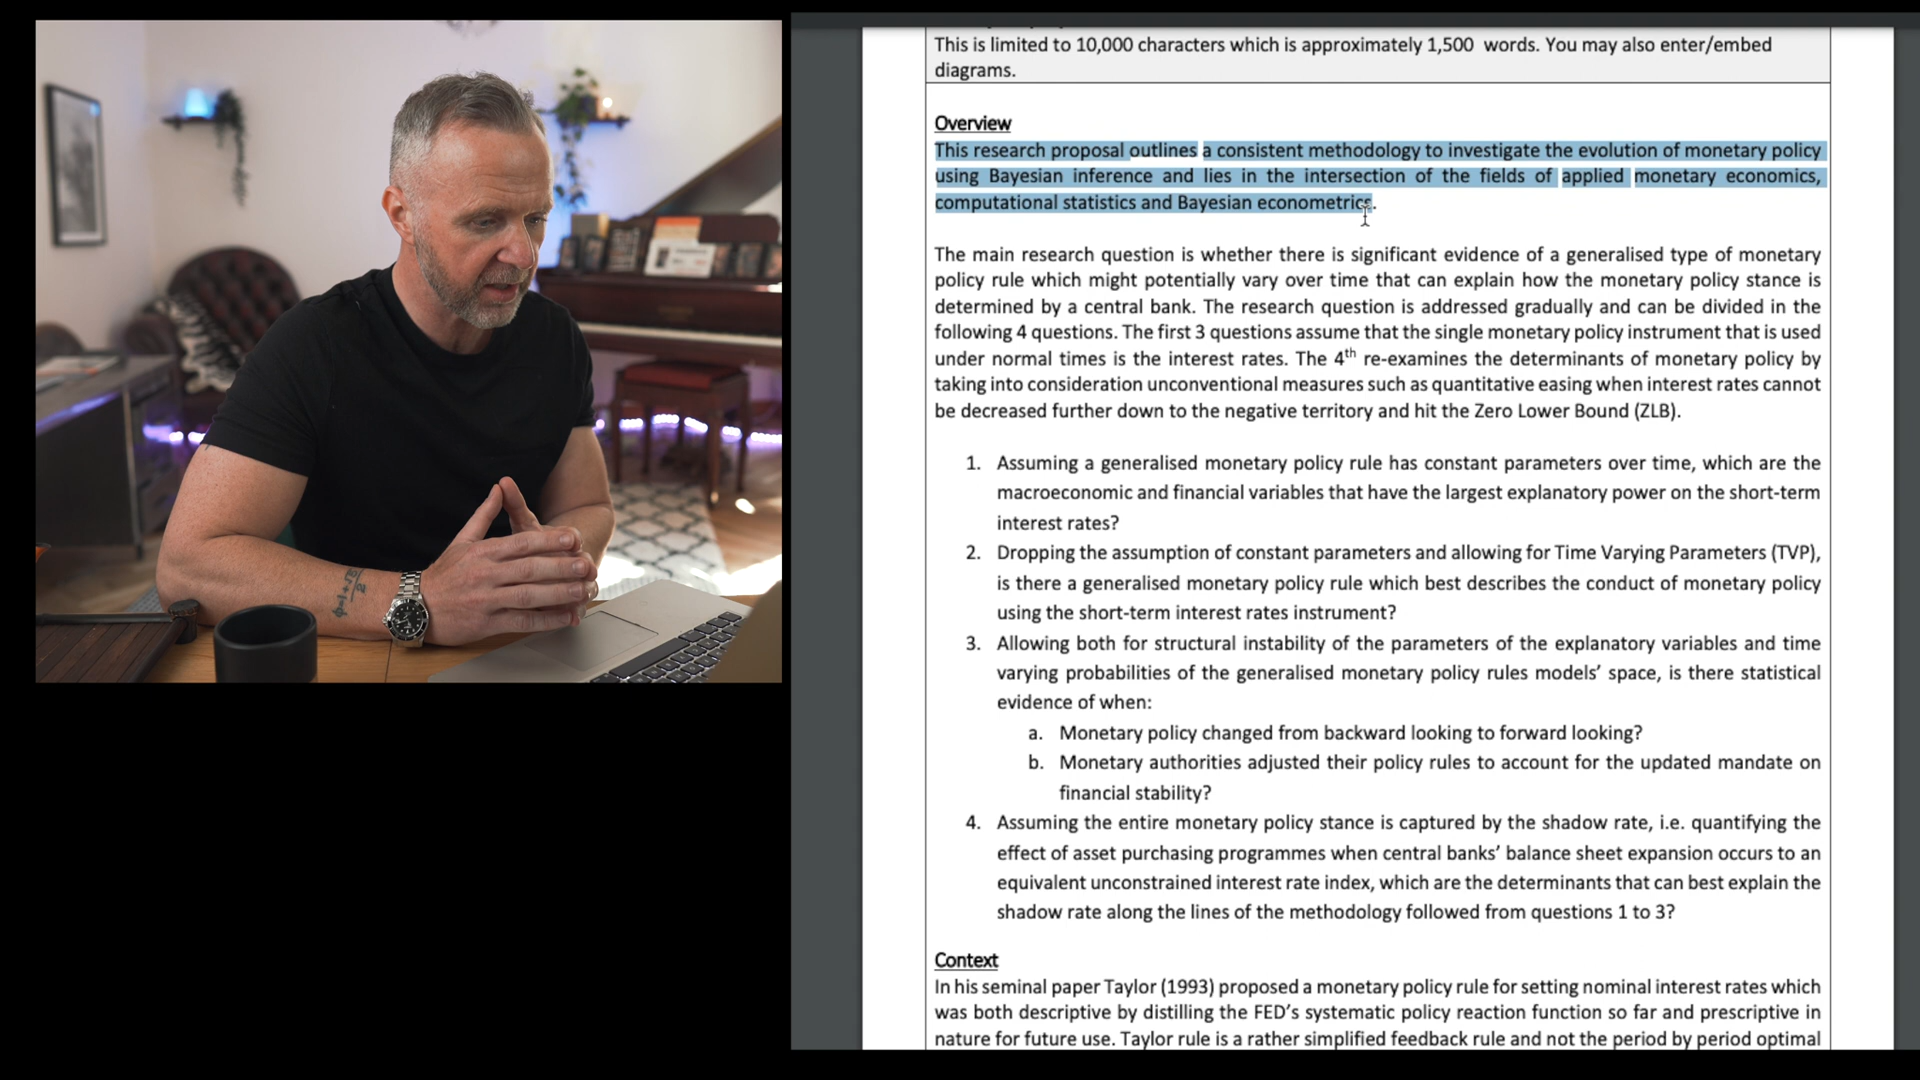 This is limited to 10,000 characters which is approximately 1,500 words. You may also enter/embed
diagrams.
Overview
This research proposal outlines a consistent methodology to investigate the evolution of monetary policy
using Bayesian inference and lies in the intersection of the fields of applied monetary economics,
computational statistics and Bayesian econometrics.
The main research question is whether there is significant evidence of a generalised type of monetary
policy rule which might potentially vary over time that can explain how the monetary policy stance is
determined by a central bank. The research question is addressed gradually and can be divided in the
following 4 questions. The first 3 questions assume that the single monetary policy instrument that is used
under normal times is the interest rates. The 4th re-examines the determinants of monetary policy by
taking into consideration unconventional measures such as quantitative easing when interest rates cannot
be decreased further down to the negative territory and hit the Zero Lower Bound (ZLB).
1. Assuming a generalised monetary policy rule has constant parameters over time, which are the
macroeconomic and financial variables that have the largest explanatory power on the short-term
interest rates?
2. Dropping the assumption of constant parameters and allowing for Time Varying Parameters (TVP),
is there a generalised monetary policy rule which best describes the conduct of monetary policy
using the short-term interest rates instrument?
3. Allowing both for structural instability of the parameters of the explanatory variables and time
varying probabilities of the generalised monetary policy rules models’ space, is there statistical
evidence of when:
a. Monetary policy changed from backward looking to forward looking?
b. Monetary authorities adjusted their policy rules to account for the updated mandate on
financial stability?
4. Assuming the entire monetary policy stance is captured by the shadow rate, i.e. quantifying the
effect of asset purchasing programmes when central banks’ balance sheet expansion occurs to an
equivalent unconstrained interest rate index, which are the determinants that can best explain the
shadow rate along the lines of the methodology followed from questions 1 to 3?
Context
In his seminal paper Taylor (1993) proposed a monetary policy rule for setting nominal interest rates which
was both descriptive by distilling the FED’s systematic policy reaction function so far and prescriptive in
nature for future use. Taylor rule is a rather simplified feedback rule and not the period by period optimal